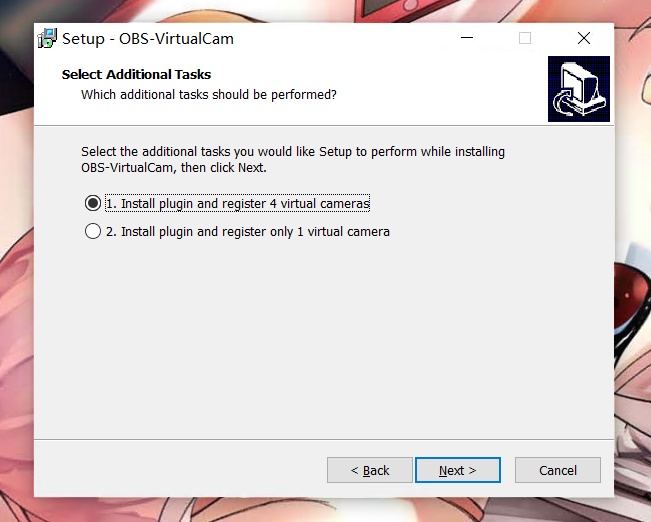 Setup - OBS-VirtualCam
Select Additional Tasks
Which additional tasks should be performed?
Select the additional tasks you would like Setup to perform while installing
OBS-VirtualCam, then click Next.
1. Install plugin and register 4 virtual cameras
2. Install plugin and register only 1 virtual camera
< Back Next > Cancel